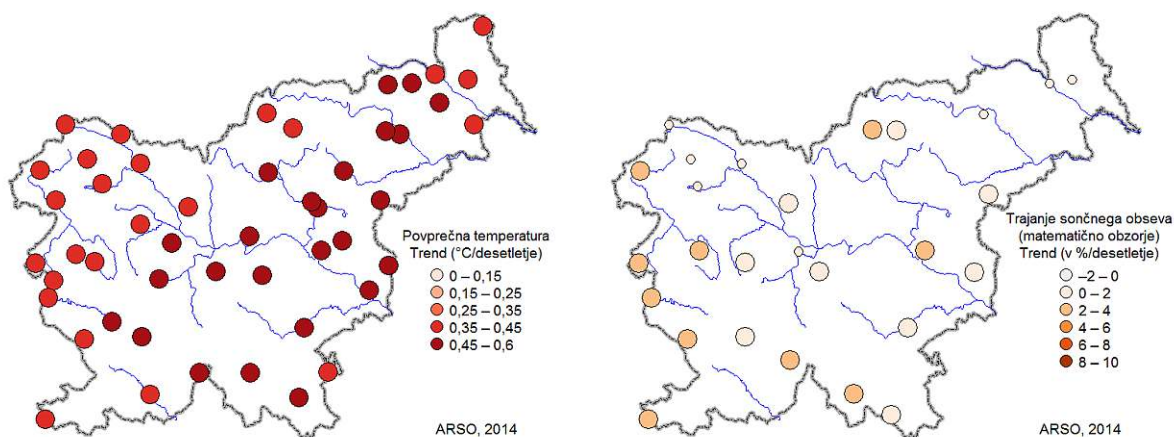 Povprečna temperatura
Trend (°C/desetletje)
0 – 0,15
0,15 – 0,25
0,25 – 0,35
0,35 – 0,45
0,45 – 0,6
ARSO, 2014
Trajanje sončnega obseva
(matematično obzorje)
Trend (v %/desetletje)
–2 – 0
0 – 2
2 – 4
4 – 6
6 – 8
8 – 10
ARSO, 2014